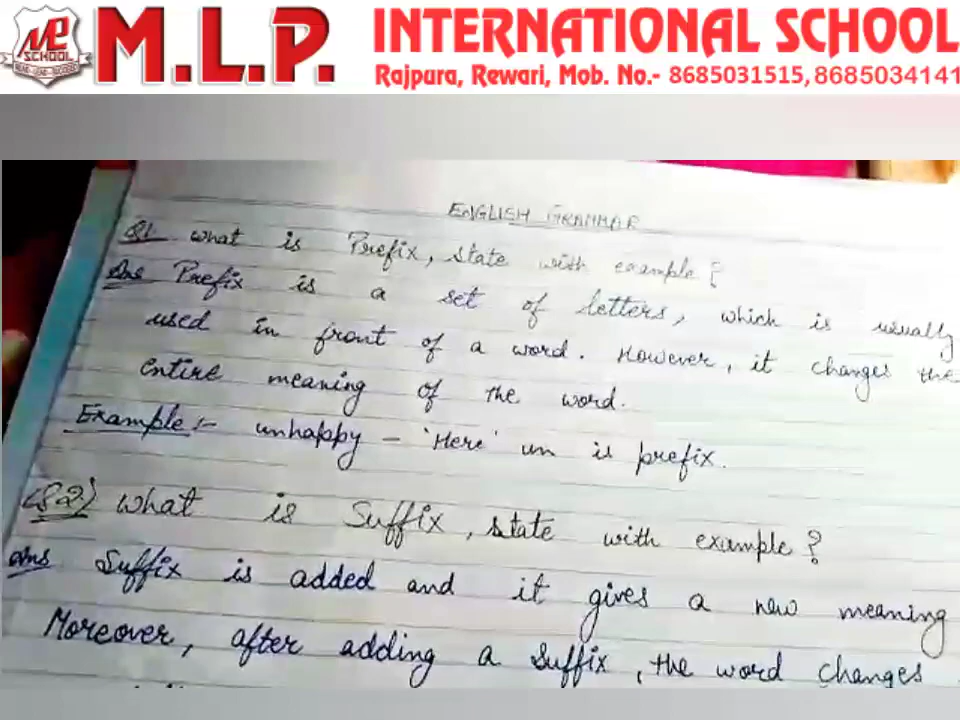 MP
SCHOOL
M.L.P. INTERNATIONAL SCHOOL
Rajpura, Rewari, Mob. No.- 8685031515, 8685034141
ENGLISH GRAMMAR
Q1 what is Prefix, state with example?
Ans Prefix is a set of letters, which is usually
used in front of a word. However, it changes the
entire meaning of the word.
Example:- unhappy - 'Here' un is prefix.
(Q2) What is Suffix, state with example?
Ans Suffix is added and it gives a new meaning
Moreover, after adding a suffix, the word changes